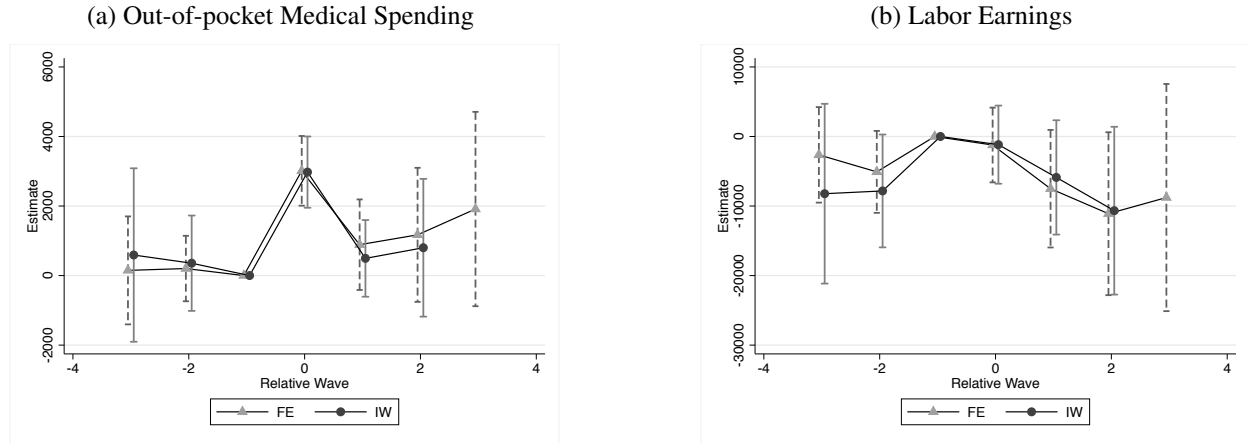 (a) Out-of-pocket Medical Spending
6000
4000
2000
0
-2000
Estimate
-4 -2 0 2 4
Relative Wave
FE IW
(b) Labor Earnings
10000
0
-10000
-20000
-30000
Estimate
-4 -2 0 2 4
Relative Wave
FE IW